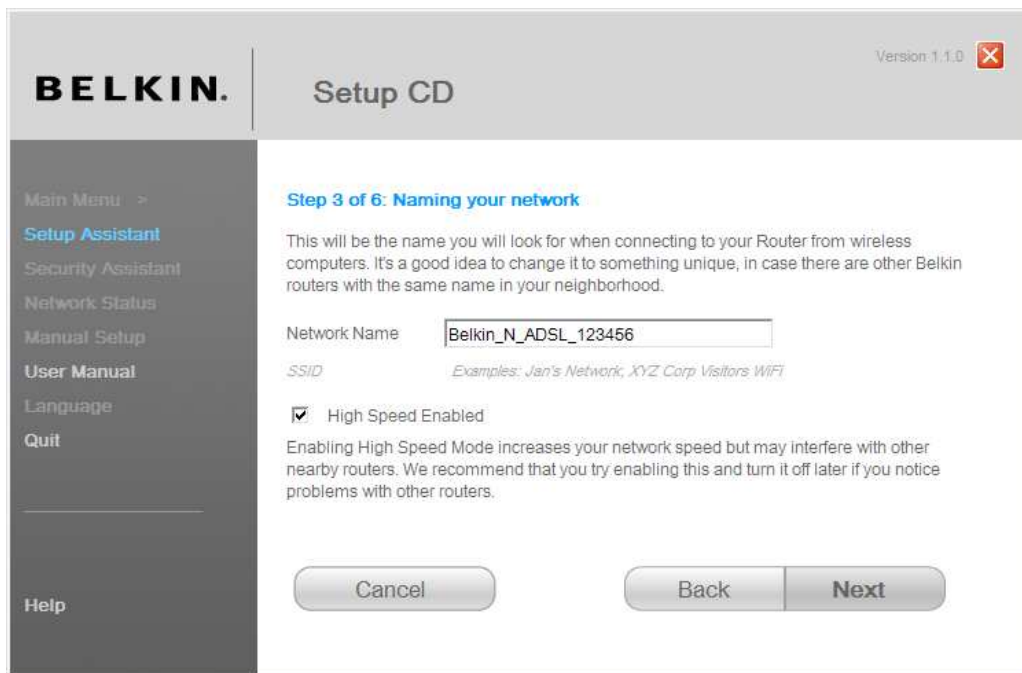 BELKIN.
Setup CD
Version 1.1.0
Main Menu >
Setup Assistant
Security Assistant
Network Status
Manual Setup
User Manual
Language
Quit
Help
Step 3 of 6: Naming your network
This will be the name you will look for when connecting to your Router from wireless
computers. It's a good idea to change it to something unique, in case there are other Belkin
routers with the same name in your neighborhood.
Network Name
Belkin_N_ADSL_123456
SSID
Examples: Jan's Network, XYZ Corp Visitors WiFi
High Speed Enabled
Enabling High Speed Mode increases your network speed but may interfere with other
nearby routers. We recommend that you try enabling this and turn it off later if you notice
problems with other routers.
Cancel
Back
Next